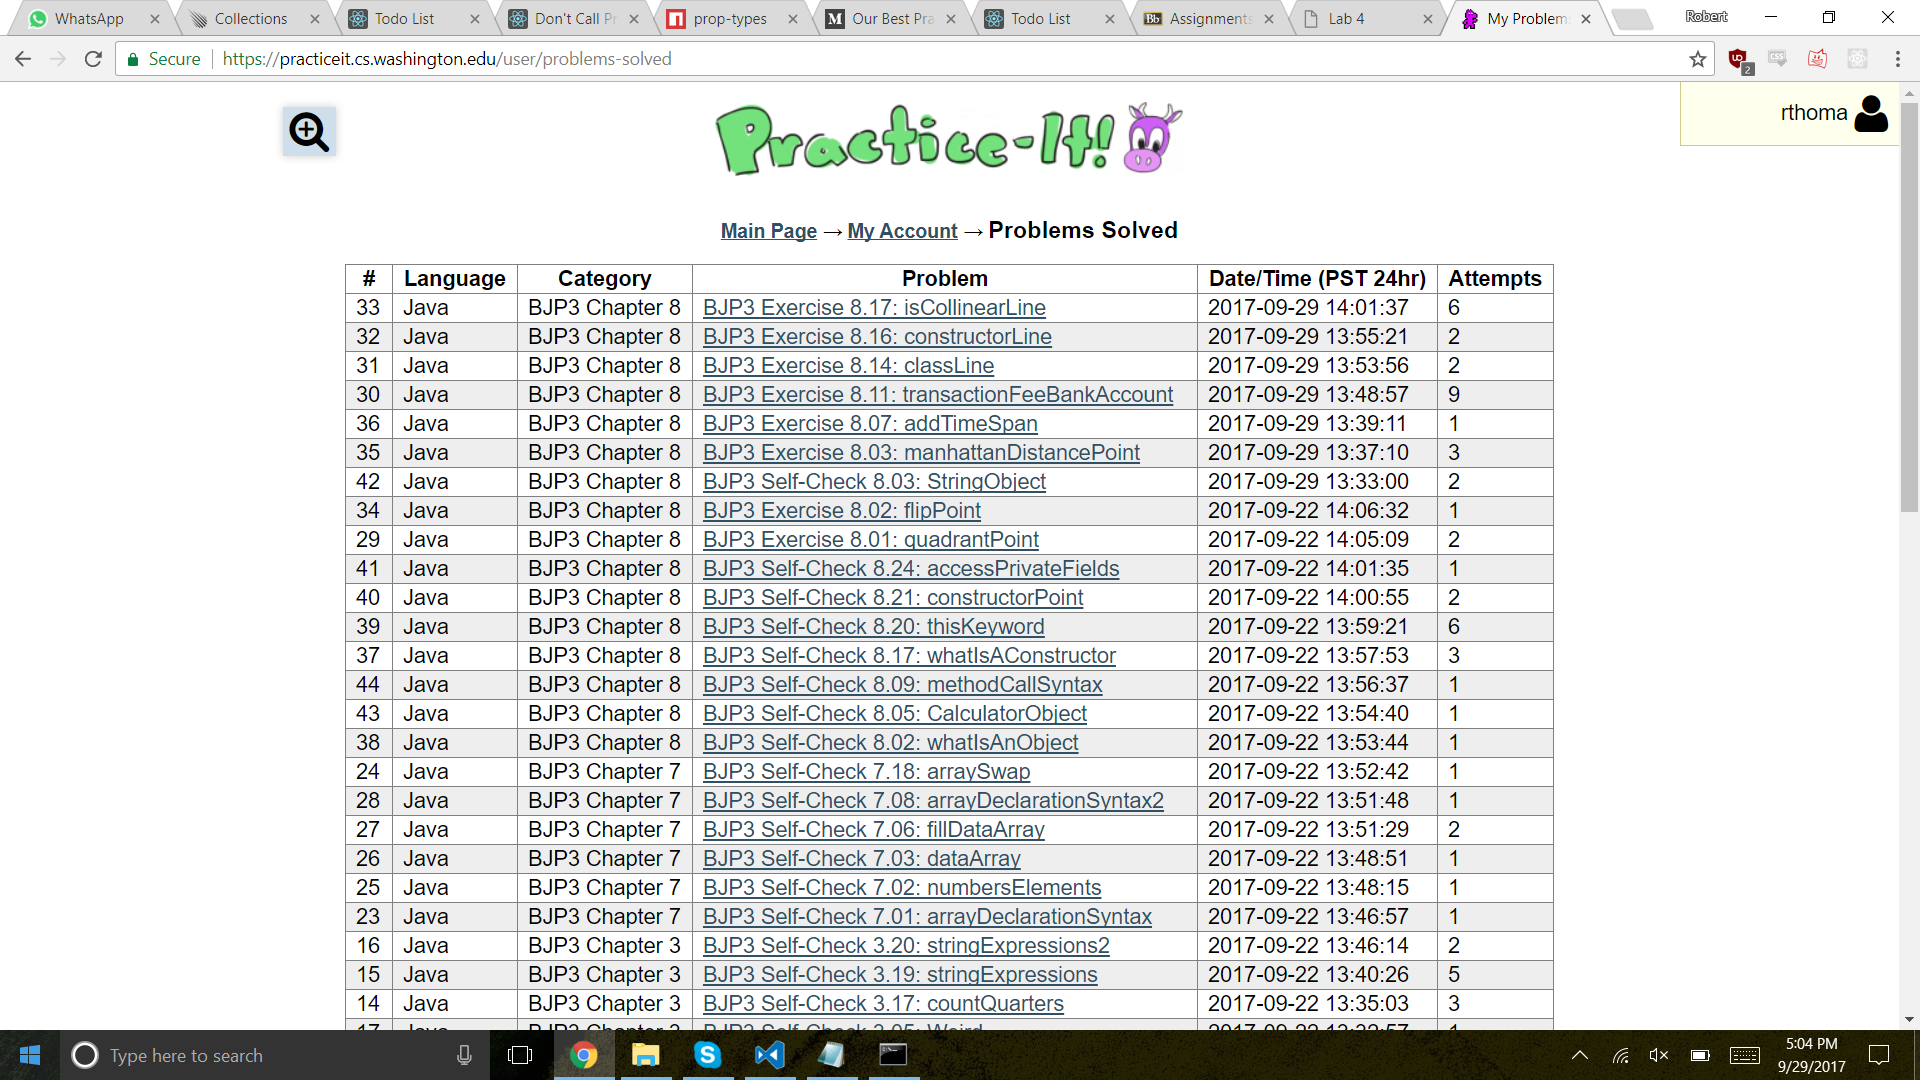 WhatsApp Collections Todo List Don't Call Pr prop-types Our Best Pra Todo List Assignments Lab 4 My Problem Robert
Secure https://practiceit.cs.washington.edu/user/problems-solved 2
Practice-It!
rthoma
Main Page → My Account → Problems Solved
# Language Category Problem Date/Time (PST 24hr) Attempts
33 Java BJP3 Chapter 8 BJP3 Exercise 8.17: isCollinearLine 2017-09-29 14:01:37 6
32 Java BJP3 Chapter 8 BJP3 Exercise 8.16: constructorLine 2017-09-29 13:55:21 2
31 Java BJP3 Chapter 8 BJP3 Exercise 8.14: classLine 2017-09-29 13:53:56 2
30 Java BJP3 Chapter 8 BJP3 Exercise 8.11: transactionFeeBankAccount 2017-09-29 13:48:57 9
36 Java BJP3 Chapter 8 BJP3 Exercise 8.07: addTimeSpan 2017-09-29 13:39:11 1
35 Java BJP3 Chapter 8 BJP3 Exercise 8.03: manhattanDistancePoint 2017-09-29 13:37:10 3
42 Java BJP3 Chapter 8 BJP3 Self-Check 8.03: StringObject 2017-09-29 13:33:00 2
34 Java BJP3 Chapter 8 BJP3 Exercise 8.02: flipPoint 2017-09-22 14:06:32 1
29 Java BJP3 Chapter 8 BJP3 Exercise 8.01: quadrantPoint 2017-09-22 14:05:09 2
41 Java BJP3 Chapter 8 BJP3 Self-Check 8.24: accessPrivateFields 2017-09-22 14:01:35 1
40 Java BJP3 Chapter 8 BJP3 Self-Check 8.21: constructorPoint 2017-09-22 14:00:55 2
39 Java BJP3 Chapter 8 BJP3 Self-Check 8.20: thisKeyword 2017-09-22 13:59:21 6
37 Java BJP3 Chapter 8 BJP3 Self-Check 8.17: whatIsAConstructor 2017-09-22 13:57:53 3
44 Java BJP3 Chapter 8 BJP3 Self-Check 8.09: methodCallSyntax 2017-09-22 13:56:37 1
43 Java BJP3 Chapter 8 BJP3 Self-Check 8.05: CalculatorObject 2017-09-22 13:54:40 1
38 Java BJP3 Chapter 8 BJP3 Self-Check 8.02: whatIsAnObject 2017-09-22 13:53:44 1
24 Java BJP3 Chapter 7 BJP3 Self-Check 7.18: arraySwap 2017-09-22 13:52:42 1
28 Java BJP3 Chapter 7 BJP3 Self-Check 7.08: arrayDeclarationSyntax2 2017-09-22 13:51:48 1
27 Java BJP3 Chapter 7 BJP3 Self-Check 7.06: fillDataArray 2017-09-22 13:51:29 2
26 Java BJP3 Chapter 7 BJP3 Self-Check 7.03: dataArray 2017-09-22 13:48:51 1
25 Java BJP3 Chapter 7 BJP3 Self-Check 7.02: numbersElements 2017-09-22 13:48:15 1
23 Java BJP3 Chapter 7 BJP3 Self-Check 7.01: arrayDeclarationSyntax 2017-09-22 13:46:57 1
16 Java BJP3 Chapter 3 BJP3 Self-Check 3.20: stringExpressions2 2017-09-22 13:46:14 2
15 Java BJP3 Chapter 3 BJP3 Self-Check 3.19: stringExpressions 2017-09-22 13:40:26 5
14 Java BJP3 Chapter 3 BJP3 Self-Check 3.17: countQuarters 2017-09-22 13:35:03 3
Type here to search
5:04 PM
9/29/2017